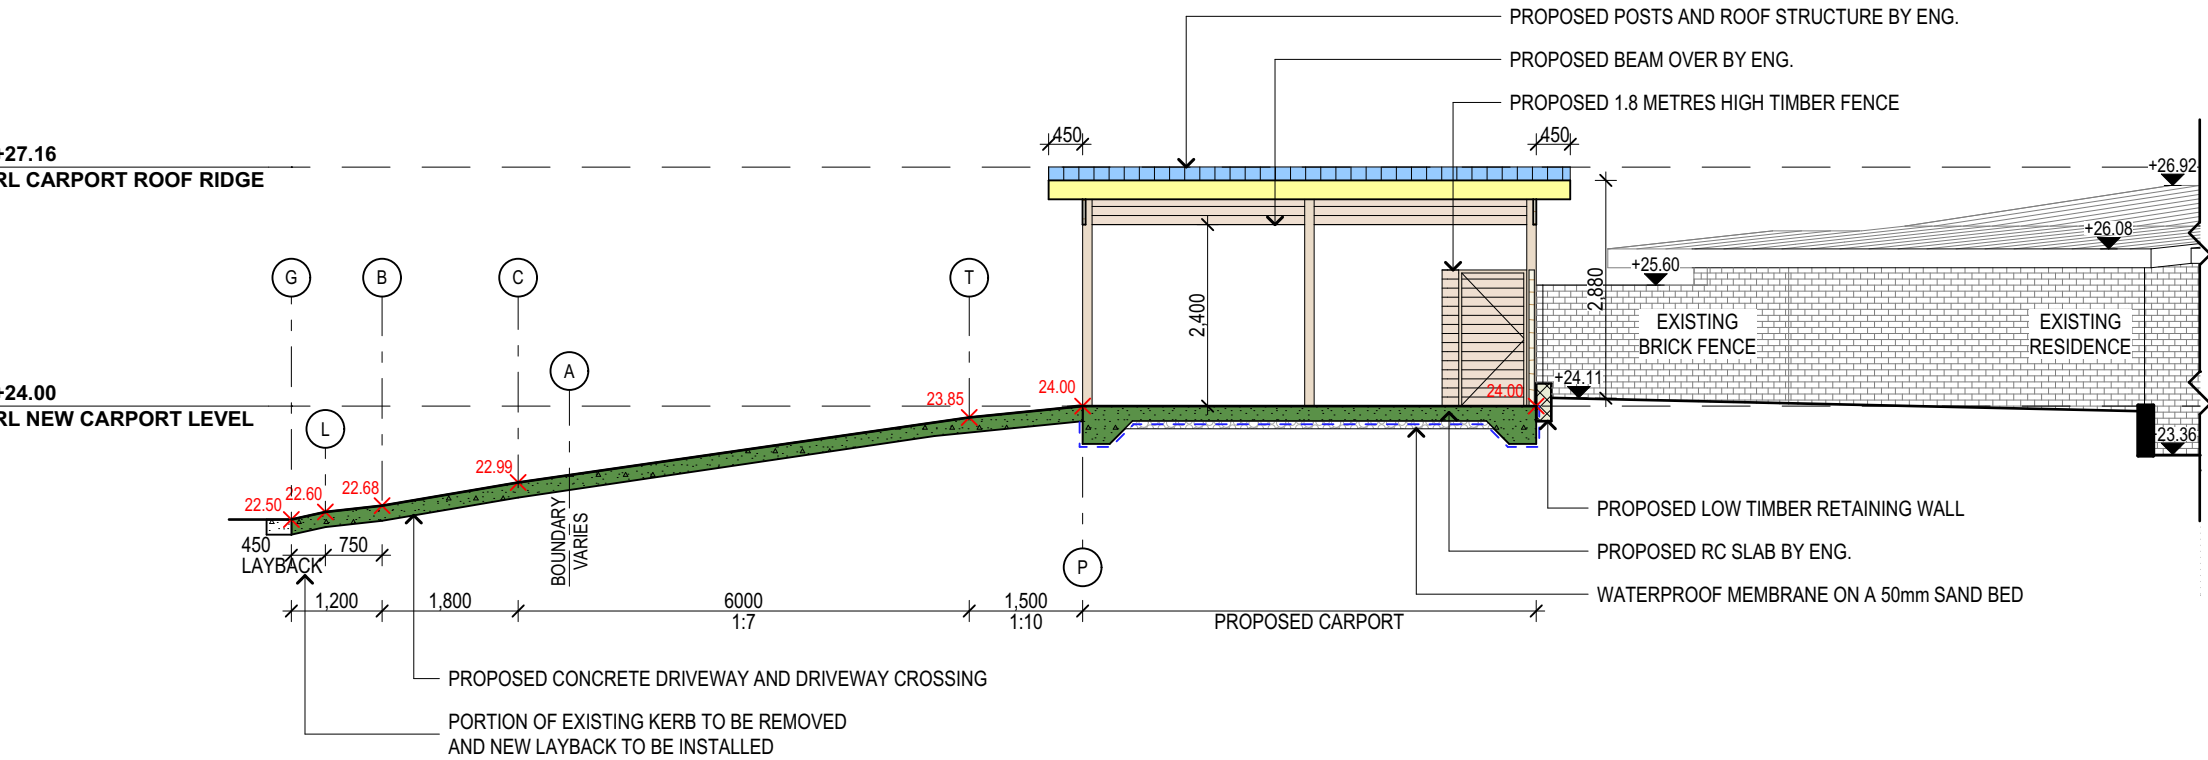 PROPOSED POSTS AND ROOF STRUCTURE BY ENG.
PROPOSED BEAM OVER BY ENG.
PROPOSED 1.8 METRES HIGH TIMBER FENCE
450
450
+27.16
RL CARPORT ROOF RIDGE
+26.92
+26.08
+25.60
2,880
2,400
G
B
C
T
EXISTING
BRICK FENCE
EXISTING
RESIDENCE
A
+24.00
RL NEW CARPORT LEVEL
23.85
24.00
24.00
+24.11
L
+23.36
22.99
22.68
22.60
22.50
BOUNDARY
VARIES
450
LAYBACK
750
P
PROPOSED LOW TIMBER RETAINING WALL
PROPOSED RC SLAB BY ENG.
WATERPROOF MEMBRANE ON A 50mm SAND BED
1,200
1,800
6000
1:7
1,500
1:10
PROPOSED CARPORT
PROPOSED CONCRETE DRIVEWAY AND DRIVEWAY CROSSING
PORTION OF EXISTING KERB TO BE REMOVED
AND NEW LAYBACK TO BE INSTALLED